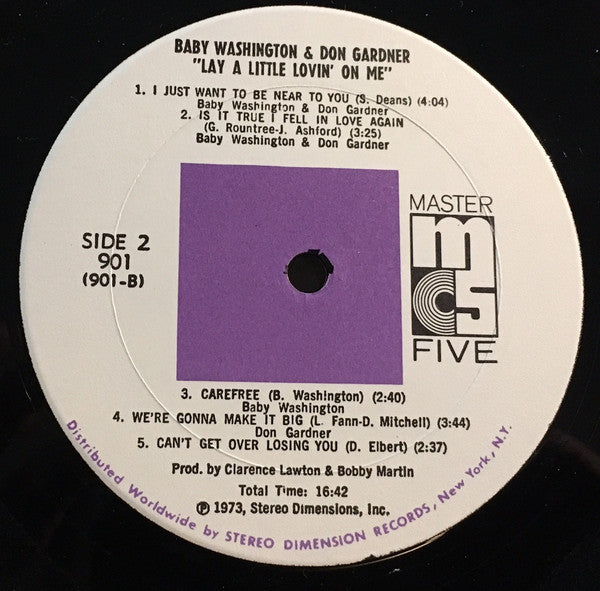 BABY WASHINGTON & DON GARDNER
"LAY A LITTLE LOVIN' ON ME"
1. I JUST WANT TO BE NEAR TO YOU (S. Deans) (4:04)
Baby Washington & Don Gardner
2. IS IT TRUE I FELL IN LOVE AGAIN
(G. Rountree-J. Ashford) (3:25)
Baby Washington & Don Gardner
SIDE 2
901
(901-B)
MASTER
m5
FIVE
3. CAREFREE (B. Washington) (2:40)
Baby Washington
4. WE'RE GONNA MAKE IT BIG (L. Fann-D. Mitchell) (3:44)
Don Gardner
5. CAN'T GET OVER LOSING YOU (D. Elbert) (2:37)
Prod. by Clarence Lawton & Bobby Martin
Total Time: 16:42
℗ 1973, Stereo Dimensions, Inc.
Distributed Worldwide by STEREO DIMENSION RECORDS, New York, N.Y.